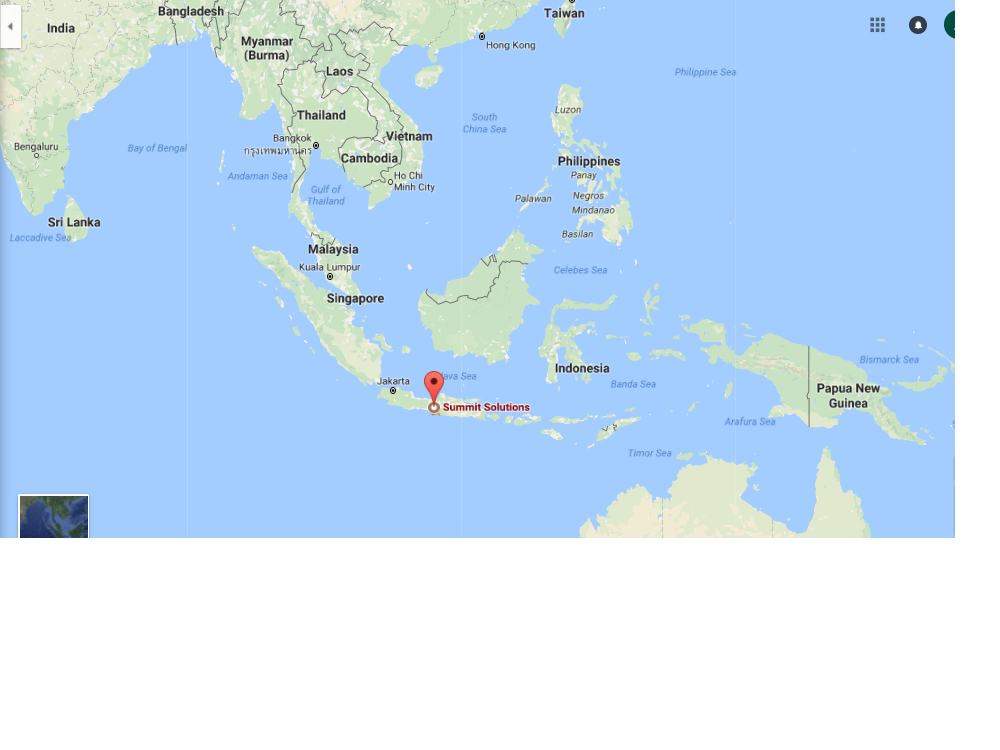 Bangladesh
Taiwan
India
Myanmar
(Burma)
Hong Kong
Laos
Philippine Sea
Luzon
Thailand
South
China Sea
Vietnam
Bangkok
กรุงเทพมหานคร
Bengaluru
Bay of Bengal
Cambodia
Philippines
Andaman Sea
Ho Chi
Minh City
Panay
Gulf of
Thailand
Palawan
Negros
Mindanao
Sri Lanka
Laccadive Sea
Basilan
Malaysia
Kuala Lumpur
Celebes Sea
Singapore
Bismarck Sea
Indonesia
Java Sea
Jakarta
Banda Sea
Papua New
Guinea
Summit Solutions
Arafura Sea
Timor Sea